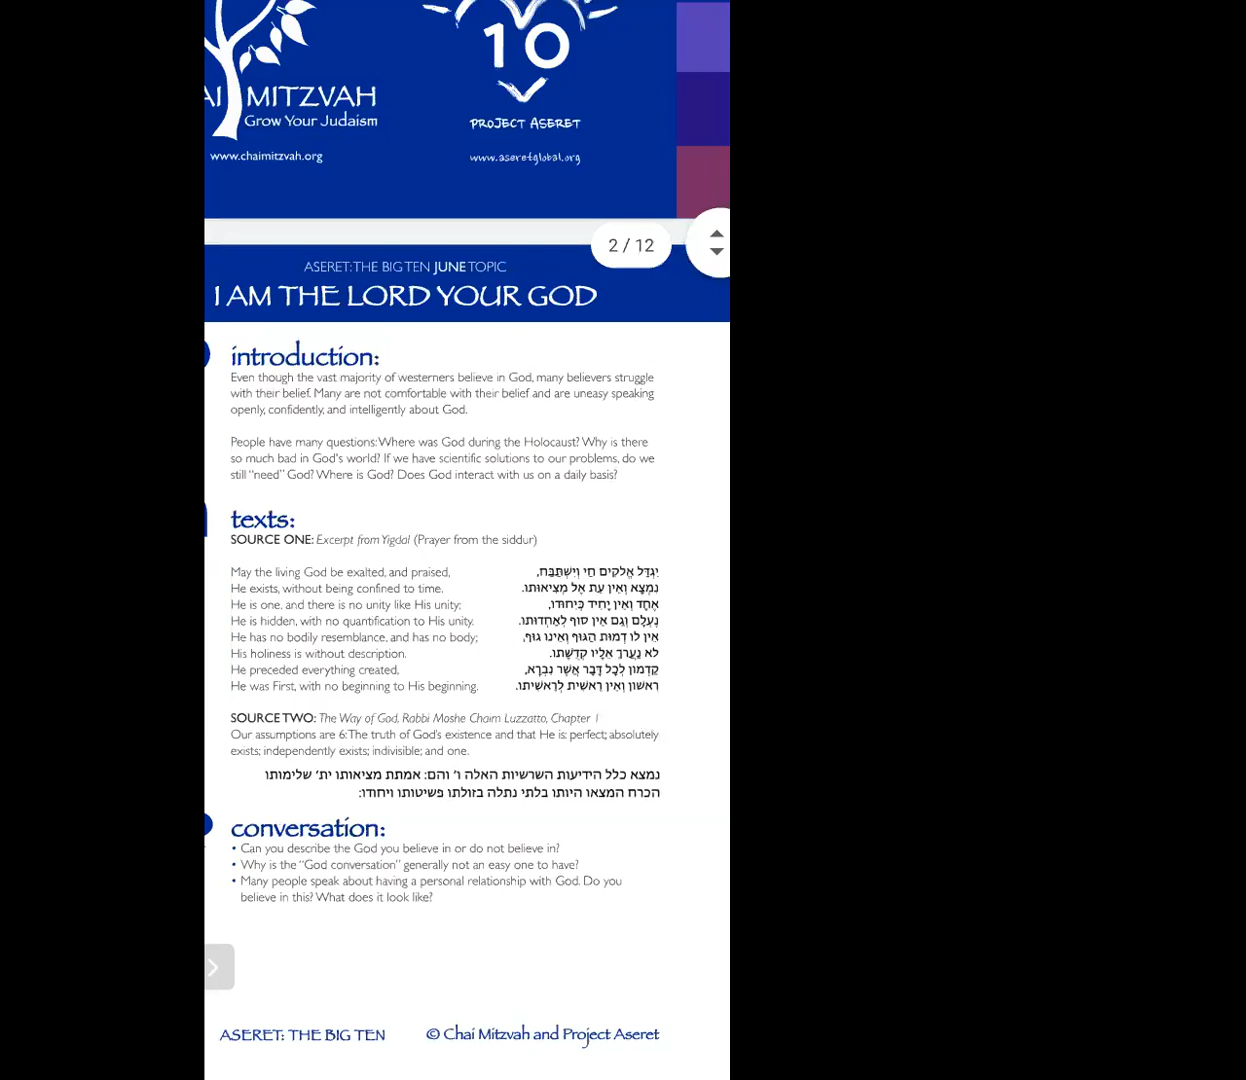 10
AI MITZVAH
Grow Your Judaism
PROJECT ASERET
www.chaimitzvah.org
www.aseretglobal.org
2 / 12
ASERET: THE BIG TEN JUNE TOPIC
I AM THE LORD YOUR GOD
introduction:
Even though the vast majority of westerners believe in God, many believers struggle
with their belief. Many are not comfortable with their belief and are uneasy speaking
openly, confidently, and intelligently about God.
People have many questions: Where was God during the Holocaust? Why is there
so much bad in God's world? If we have scientific solutions to our problems, do we
still "need" God? Where is God? Does God interact with us on a daily basis?
texts:
SOURCE ONE: Excerpt from Yigdal (Prayer from the siddur)
May the living God be exalted, and praised,
יִגְדַּל אֱלֹקִים חַי וְיִשְׁתַּבַּח,
He exists, without being confined to time.
נִמְצָא וְאֵין עֵת אֶל מְצִיאוּתוֹ.
He is one, and there is no unity like His unity;
אֶחָד וְאֵין יָחִיד כְּיִחוּדוֹ,
He is hidden, with no quantification to His unity.
נֶעְלָם וְגַם אֵין סוֹף לְאַחְדוּתוֹ.
He has no bodily resemblance, and has no body;
אֵין לוֹ דְמוּת הַגּוּף וְאֵינוֹ גוּף,
His holiness is without description.
לֹא נַעֲרֹךְ אֵלָיו קְדֻשָּׁתוֹ.
He preceded everything created,
קַדְמוֹן לְכָל דָּבָר אֲשֶׁר נִבְרָא,
He was First, with no beginning to His beginning.
רִאשׁוֹן וְאֵין רֵאשִׁית לְרֵאשִׁיתוֹ.
SOURCE TWO: The Way of God, Rabbi Moshe Chaim Luzzatto, Chapter 1
Our assumptions are 6: The truth of God's existence and that He is: perfect; absolutely
exists; independently exists; indivisible; and one.
נמצא כלל הידיעות השרשיות האלה ו' והם: אמתת מציאותו ית' שלימותו
הכרח המצאו היותו בלתי נתלה בזולתו פשיטותו ויחודו:
conversation:
• Can you describe the God you believe in or do not believe in?
• Why is the "God conversation" generally not an easy one to have?
• Many people speak about having a personal relationship with God. Do you
believe in this? What does it look like?
ASERET: THE BIG TEN
© Chai Mitzvah and Project Aseret